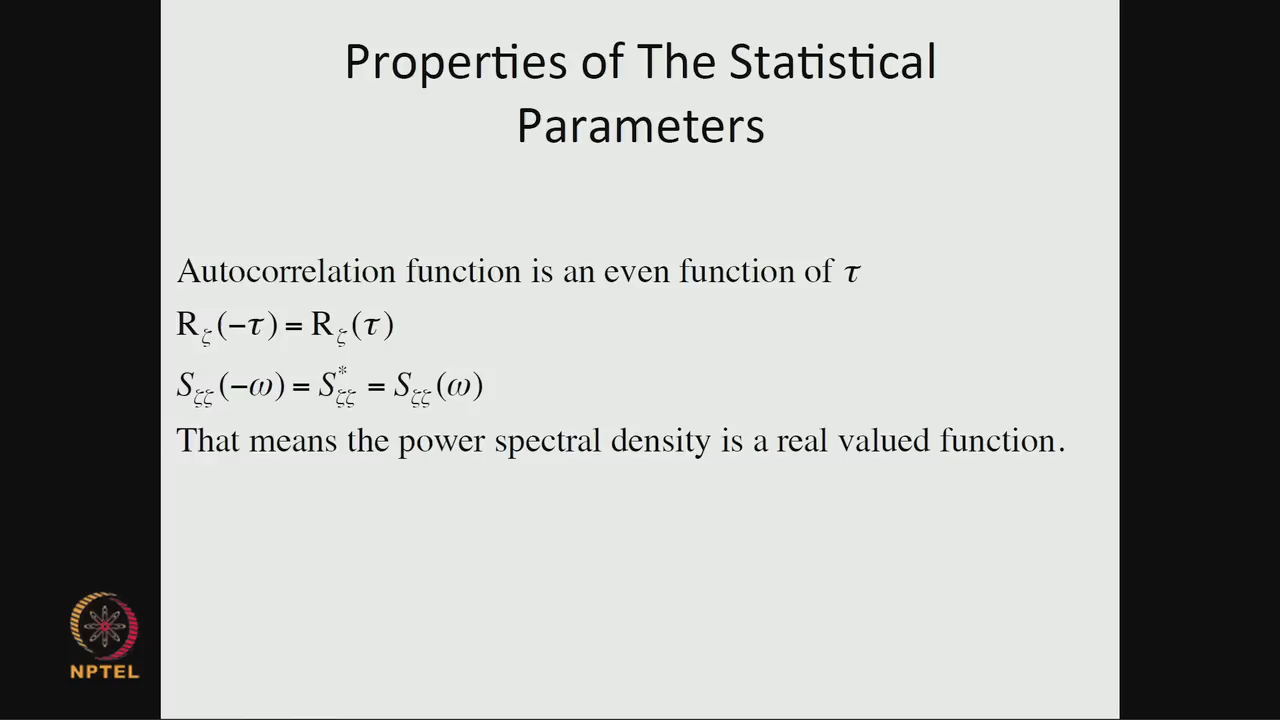 Properties of The Statistical
Parameters
Autocorrelation function is an even function of τ
R_ζ(−τ) = R_ζ(τ)
S_ζζ(−ω) = S*_ζζ = S_ζζ(ω)
That means the power spectral density is a real valued function.
NPTEL